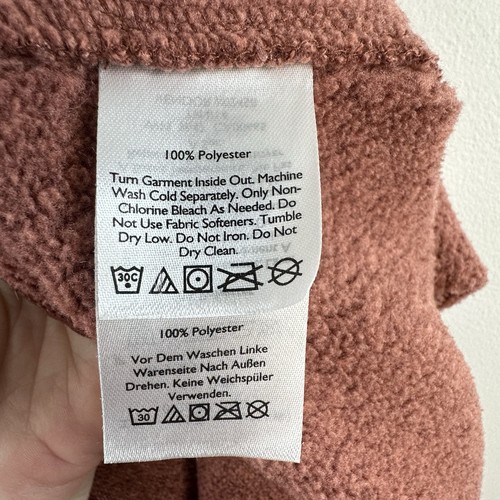 100% Polyester
Turn Garment Inside Out. Machine
Wash Cold Separately. Only Non-
Chlorine Bleach As Needed. Do
Not Use Fabric Softeners. Tumble
Dry Low. Do Not Iron. Do Not
Dry Clean.
30C
100% Polyester
Vor Dem Waschen Linke
Warenseite Nach Außen
Drehen. Keine Weichspüler
Verwenden.
30